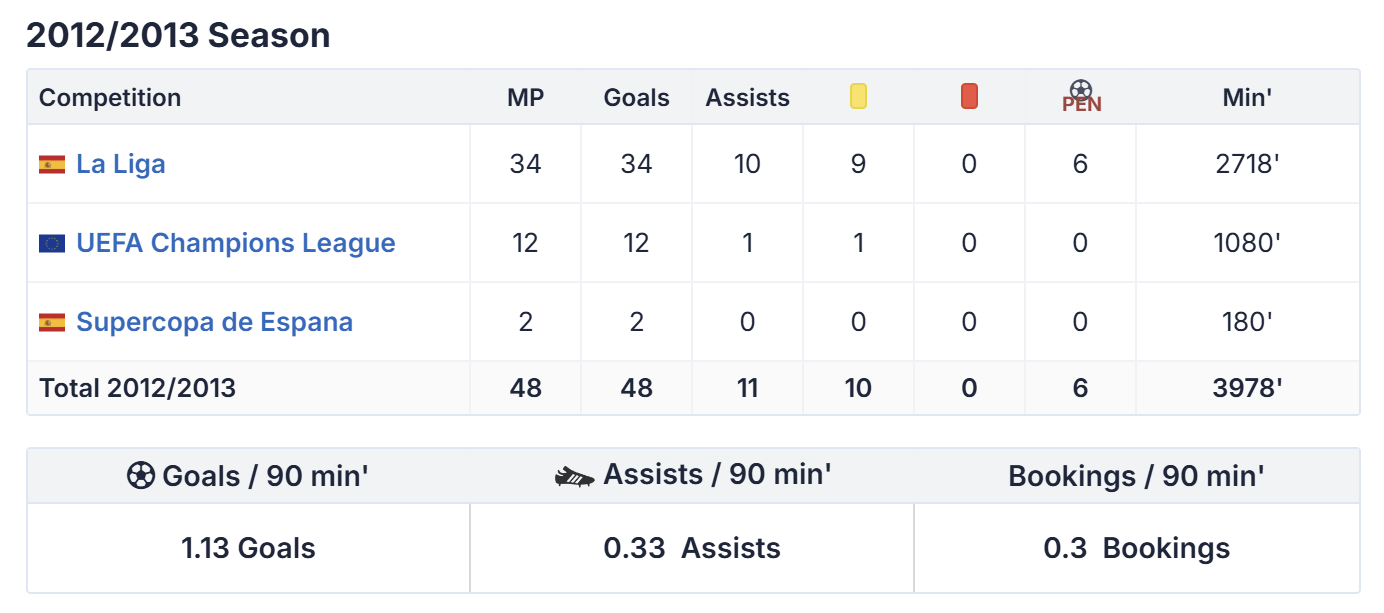 2012/2013 Season
Competition MP Goals Assists PEN Min'
La Liga 34 34 10 9 0 6 2718'
UEFA Champions League 12 12 1 1 0 0 1080'
Supercopa de Espana 2 2 0 0 0 0 180'
Total 2012/2013 48 48 11 10 0 6 3978'
Goals / 90 min' Assists / 90 min' Bookings / 90 min'
1.13 Goals 0.33 Assists 0.3 Bookings